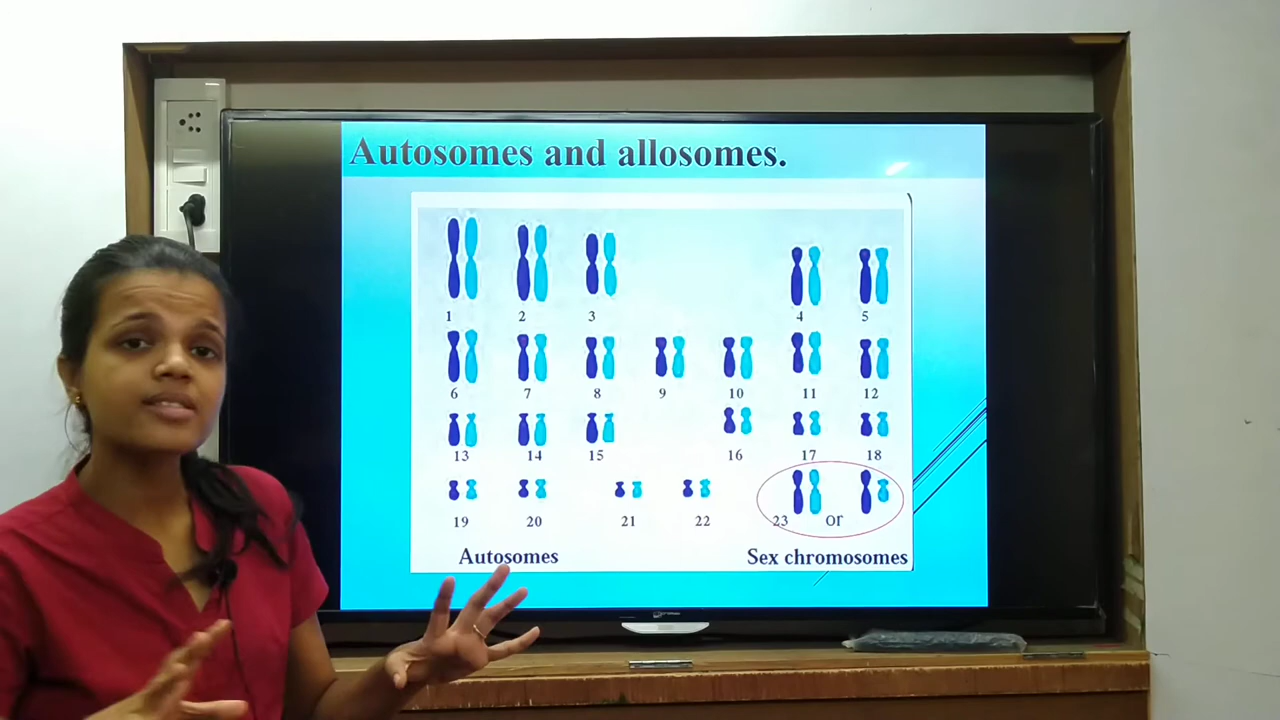 Autosomes and allosomes.
1 2 3 4 5
6 7 8 9 10 11 12
13 14 15 16 17 18
19 20 21 22 23 or
Autosomes Sex chromosomes